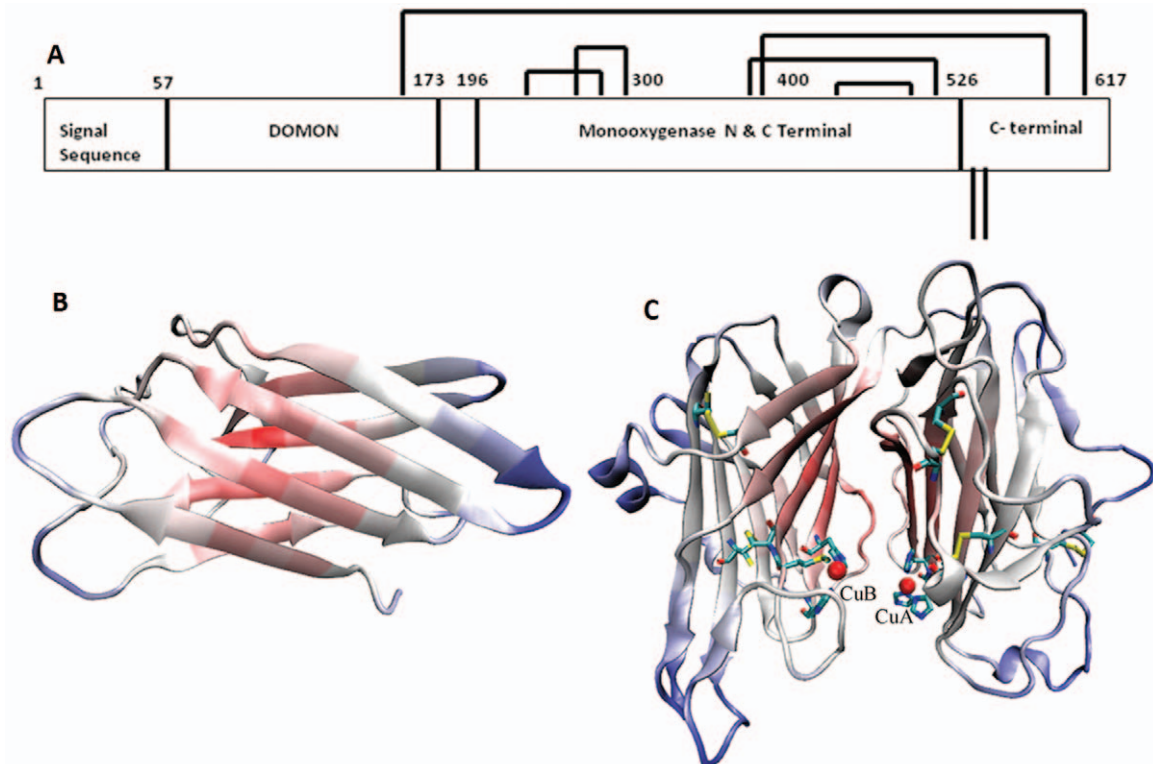 A
1 57 173 196 300 400 526 617
Signal
Sequence
DOMON
Monooxygenase N & C Terminal
C- terminal
B
C
CuB
CuA